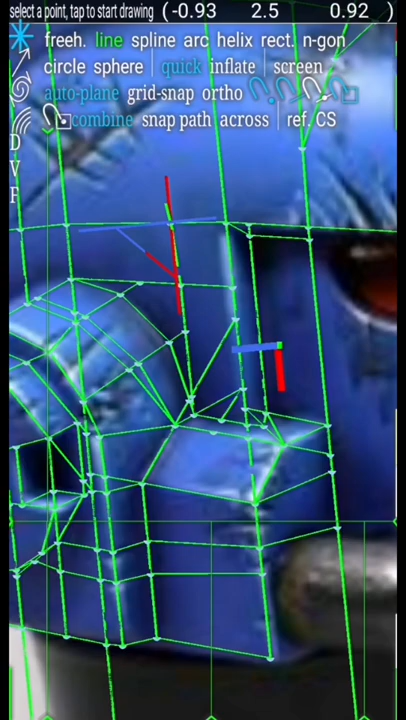 select a point, tap to start drawing (-0.93 2.5 0.92 )
freeh. line spline arc helix rect. n-gon
circle sphere | quick inflate | screen
auto-plane grid-snap ortho
combine snap path across | ref. CS
D
V
F